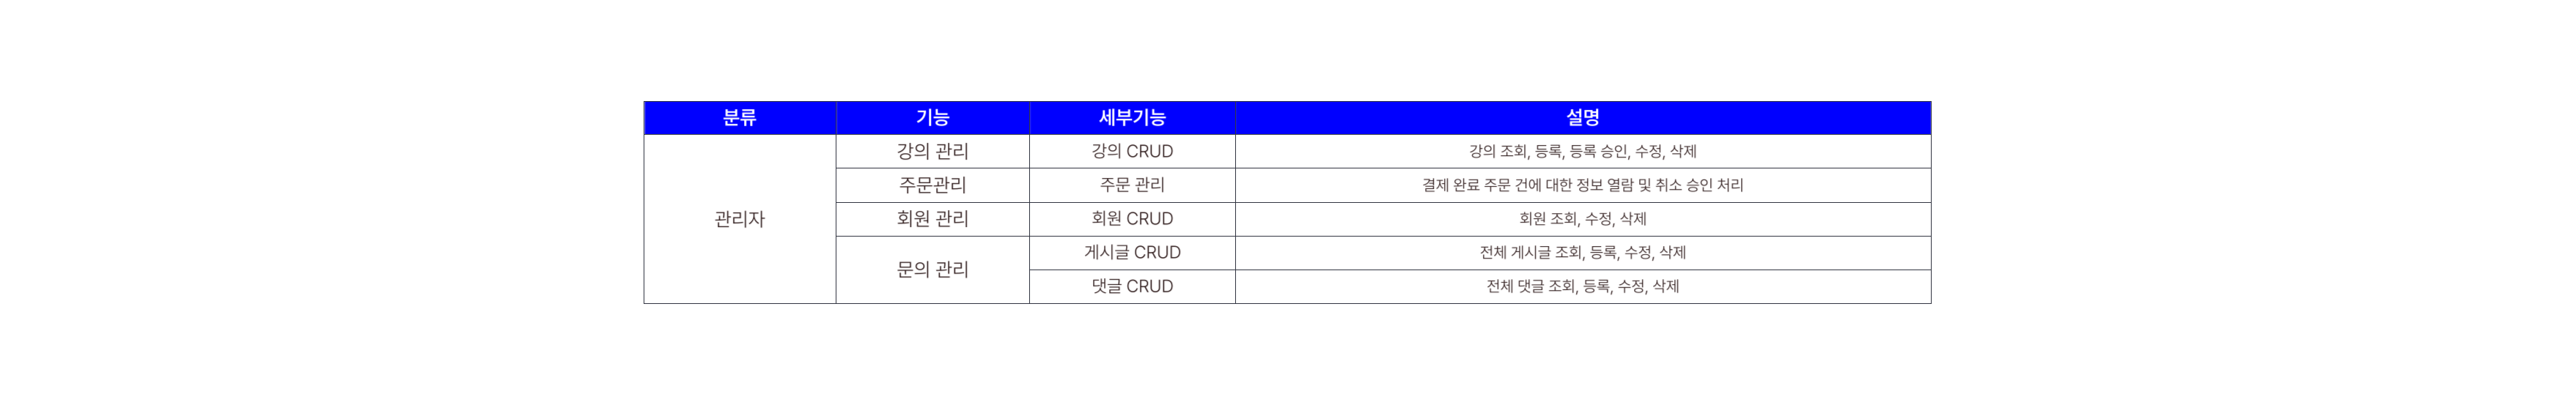 분류 기능 세부기능 설명
강의 관리 강의 CRUD 강의 조회, 등록, 등록 승인, 수정, 삭제
주문관리 주문 관리 결제 완료 주문 건에 대한 정보 열람 및 취소 승인 처리
관리자 회원 관리 회원 CRUD 회원 조회, 수정, 삭제
문의 관리 게시글 CRUD 전체 게시글 조회, 등록, 수정, 삭제
댓글 CRUD 전체 댓글 조회, 등록, 수정, 삭제